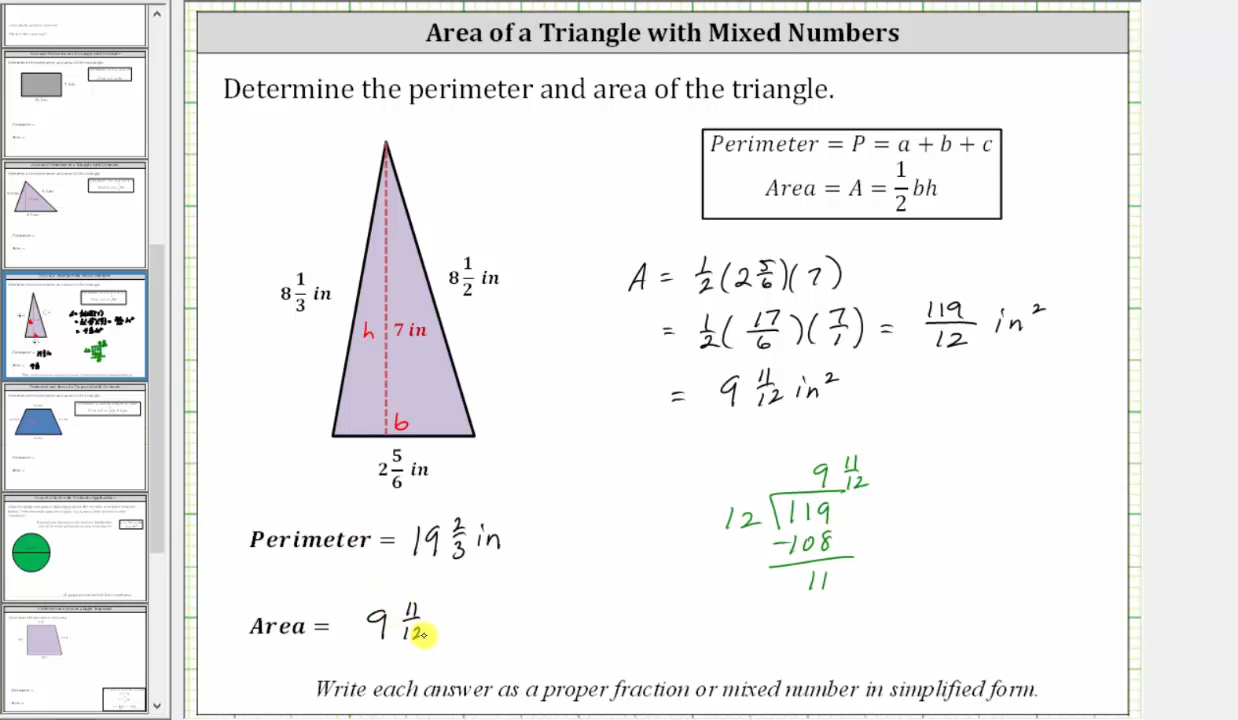 Area of a Triangle with Mixed Numbers
Determine the perimeter and area of the triangle.
Perimeter = P = a + b + c
Area = A = 1/2 bh
8 1/3 in
8 1/2 in
h 7 in
b
2 5/6 in
A = 1/2 (2 5/6)(7)
= 1/2 (17/6)(7/1) = 119/12 in²
= 9 11/12 in²
9 11/12
12 119
-108
11
Perimeter = 19 2/3 in
Area = 9 11/12
Write each answer as a proper fraction or mixed number in simplified form.